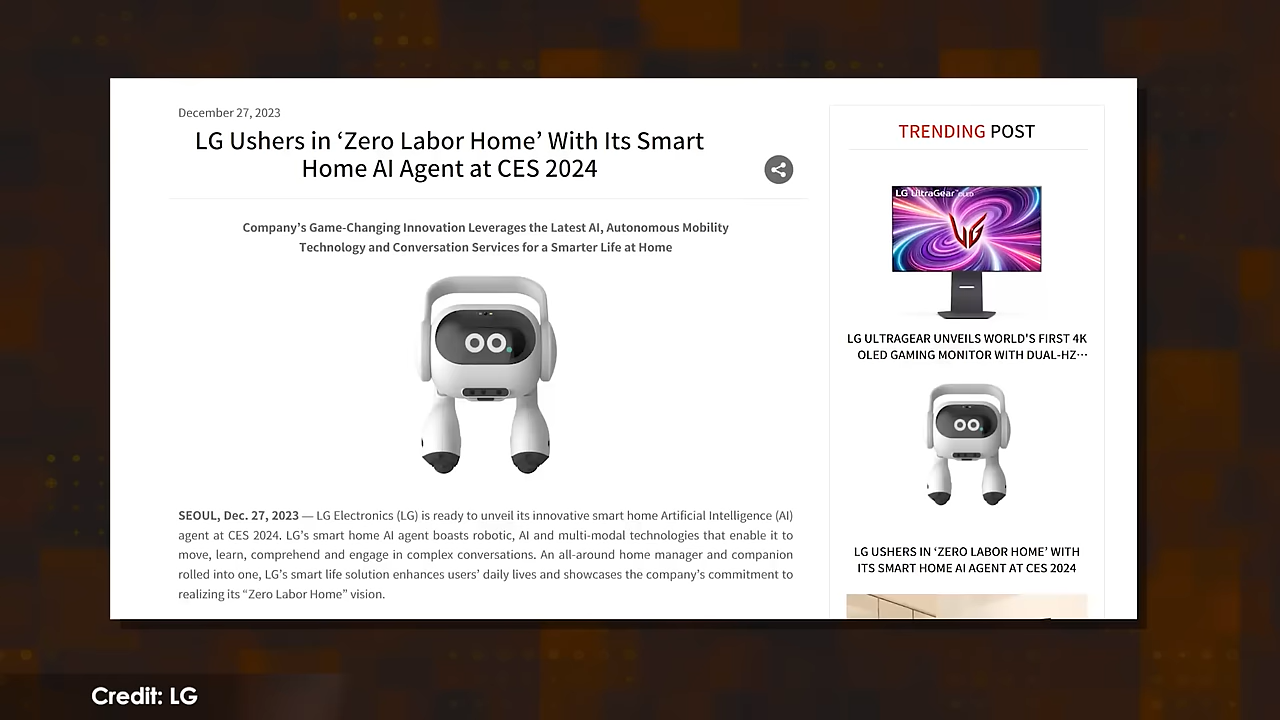 December 27, 2023
LG Ushers in ‘Zero Labor Home’ With Its Smart
Home AI Agent at CES 2024
Company’s Game-Changing Innovation Leverages the Latest AI, Autonomous Mobility
Technology and Conversation Services for a Smarter Life at Home
SEOUL, Dec. 27, 2023 — LG Electronics (LG) is ready to unveil its innovative smart home Artificial Intelligence (AI)
agent at CES 2024. LG’s smart home AI agent boasts robotic, AI and multi-modal technologies that enable it to
move, learn, comprehend and engage in complex conversations. An all-around home manager and companion
rolled into one, LG’s smart life solution enhances users’ daily lives and showcases the company’s commitment to
realizing its “Zero Labor Home” vision.
TRENDING POST
LG UltraGear OLED
LG ULTRAGEAR UNVEILS WORLD’S FIRST 4K
OLED GAMING MONITOR WITH DUAL-HZ…
LG USHERS IN ‘ZERO LABOR HOME’ WITH
ITS SMART HOME AI AGENT AT CES 2024
Credit: LG